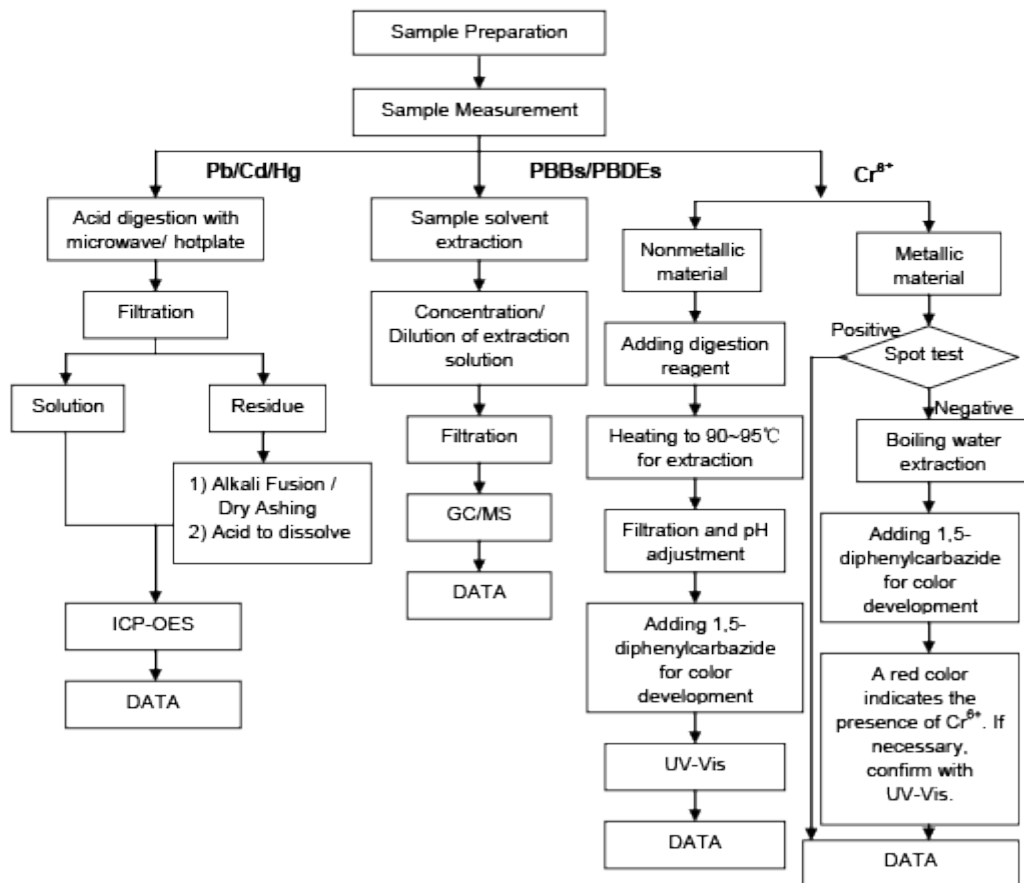 Sample Preparation
Sample Measurement
Pb/Cd/Hg
PBBs/PBDEs
Cr⁶⁺
Acid digestion with
microwave/ hotplate
Filtration
Solution
Residue
1) Alkali Fusion /
Dry Ashing
2) Acid to dissolve
ICP-OES
DATA
Sample solvent
extraction
Concentration/
Dilution of extraction
solution
Filtration
GC/MS
DATA
Nonmetallic
material
Adding digestion
reagent
Heating to 90~95℃
for extraction
Filtration and pH
adjustment
Adding 1,5-
diphenylcarbazide
for color
development
UV-Vis
DATA
Metallic
material
Positive
Spot test
Negative
Boiling water
extraction
Adding 1,5-
diphenylcarbazide
for color
development
A red color
indicates the
presence of Cr⁶⁺. If
necessary,
confirm with
UV-Vis.
DATA